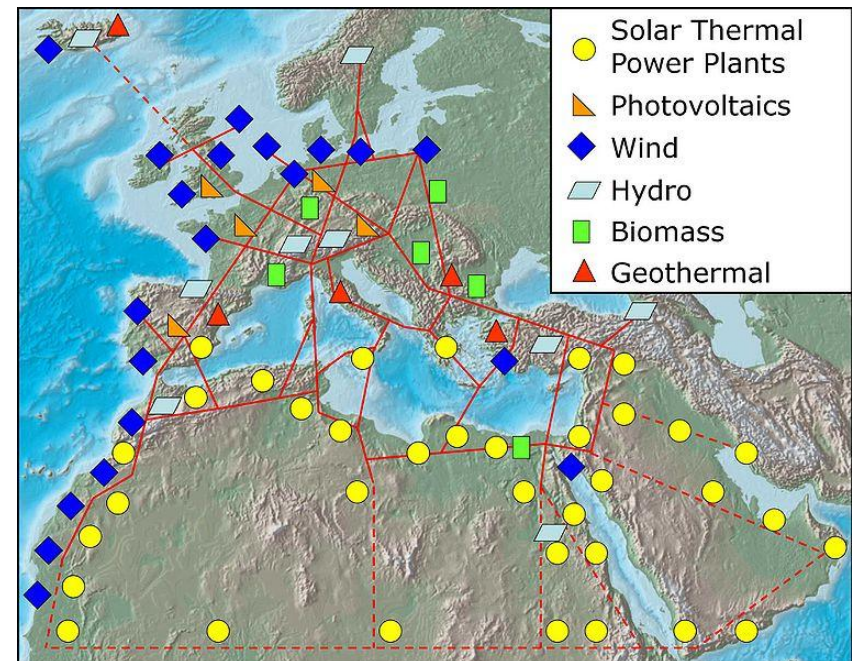 Solar Thermal
Power Plants
Photovoltaics
Wind
Hydro
Biomass
Geothermal